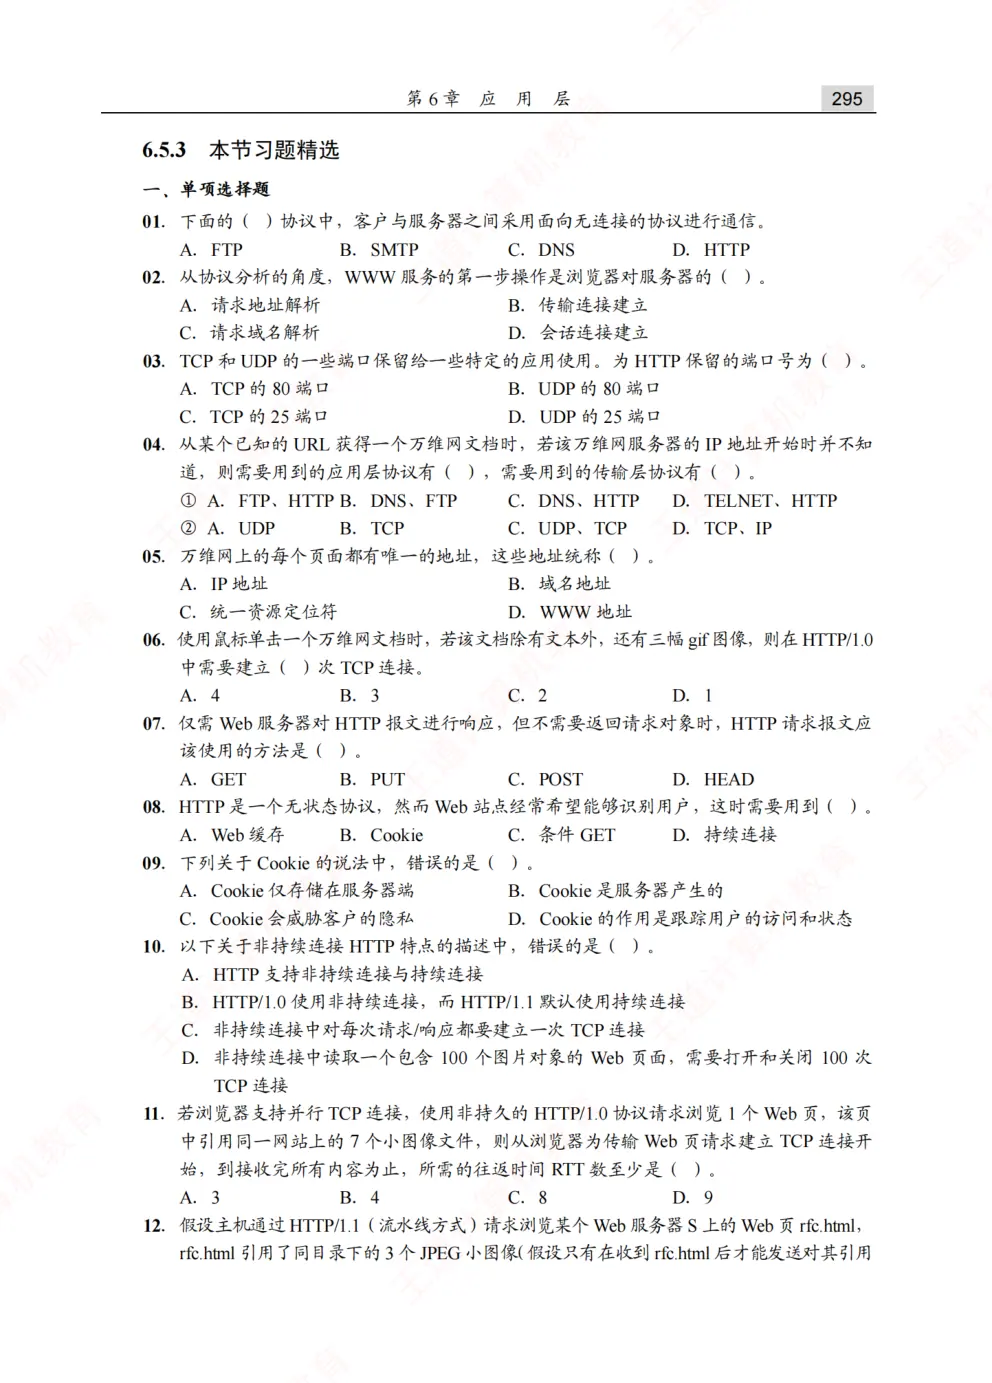 第6章 应 用 层 295
6.5.3 本节习题精选
一、单项选择题
01. 下面的（ ）协议中，客户与服务器之间采用面向无连接的协议进行通信。
A. FTP B. SMTP C. DNS D. HTTP
02. 从协议分析的角度，WWW 服务的第一步操作是浏览器对服务器的（ ）。
A. 请求地址解析 B. 传输连接建立
C. 请求域名解析 D. 会话连接建立
03. TCP 和 UDP 的一些端口保留给一些特定的应用使用。为 HTTP 保留的端口号为（ ）。
A. TCP 的 80 端口 B. UDP 的 80 端口
C. TCP 的 25 端口 D. UDP 的 25 端口
04. 从某个已知的 URL 获得一个万维网文档时，若该万维网服务器的 IP 地址开始时并不知
道，则需要用到的应用层协议有（ ），需要用到的传输层协议有（ ）。
① A. FTP、HTTP B. DNS、FTP C. DNS、HTTP D. TELNET、HTTP
② A. UDP B. TCP C. UDP、TCP D. TCP、IP
05. 万维网上的每个页面都有唯一的地址，这些地址统称（ ）。
A. IP 地址 B. 域名地址
C. 统一资源定位符 D. WWW 地址
06. 使用鼠标单击一个万维网文档时，若该文档除有文本外，还有三幅 gif 图像，则在 HTTP/1.0
中需要建立（ ）次 TCP 连接。
A. 4 B. 3 C. 2 D. 1
07. 仅需 Web 服务器对 HTTP 报文进行响应，但不需要返回请求对象时，HTTP 请求报文应
该使用的方法是（ ）。
A. GET B. PUT C. POST D. HEAD
08. HTTP 是一个无状态协议，然而 Web 站点经常希望能够识别用户，这时需要用到（ ）。
A. Web 缓存 B. Cookie C. 条件 GET D. 持续连接
09. 下列关于 Cookie 的说法中，错误的是（ ）。
A. Cookie 仅存储在服务器端 B. Cookie 是服务器产生的
C. Cookie 会威胁客户的隐私 D. Cookie 的作用是跟踪用户的访问和状态
10. 以下关于非持续连接 HTTP 特点的描述中，错误的是（ ）。
A. HTTP 支持非持续连接与持续连接
B. HTTP/1.0 使用非持续连接，而 HTTP/1.1 默认使用持续连接
C. 非持续连接中对每次请求/响应都要建立一次 TCP 连接
D. 非持续连接中读取一个包含 100 个图片对象的 Web 页面，需要打开和关闭 100 次
TCP 连接
11. 若浏览器支持并行 TCP 连接，使用非持久的 HTTP/1.0 协议请求浏览 1 个 Web 页，该页
中引用同一网站上的 7 个小图像文件，则从浏览器为传输 Web 页请求建立 TCP 连接开
始，到接收完所有内容为止，所需的往返时间 RTT 数至少是（ ）。
A. 3 B. 4 C. 8 D. 9
12. 假设主机通过 HTTP/1.1（流水线方式）请求浏览某个 Web 服务器 S 上的 Web 页 rfc.html，
rfc.html 引用了同目录下的 3 个 JPEG 小图像（假设只有在收到 rfc.html 后才能发送对其引用